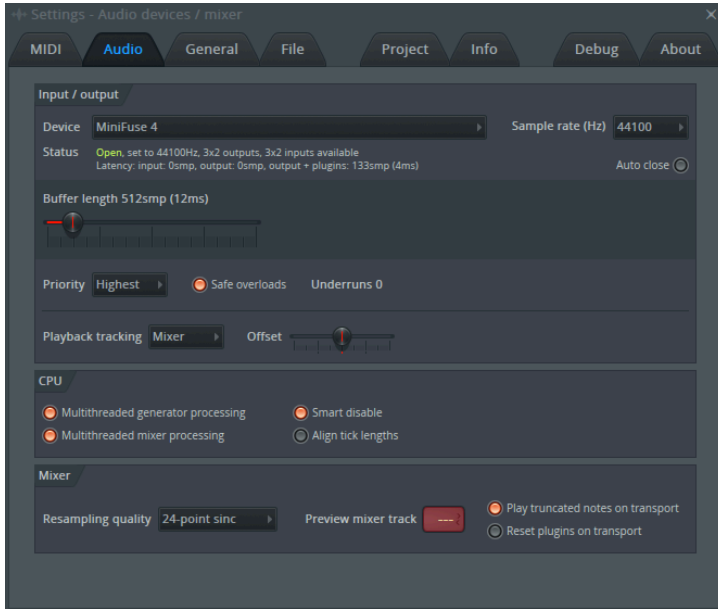 Settings - Audio devices / mixer
MIDI Audio General File Project Info Debug About
Input / output
Device MiniFuse 4 Sample rate (Hz) 44100
Status Open, set to 44100Hz, 3x2 outputs, 3x2 inputs available
Latency: input: 0smp, output: 0smp, output + plugins: 133smp (4ms) Auto close
Buffer length 512smp (12ms)
Priority Highest Safe overloads Underruns 0
Playback tracking Mixer Offset
CPU
Multithreaded generator processing Smart disable
Multithreaded mixer processing Align tick lengths
Mixer
Resampling quality 24-point sinc Preview mixer track --- Play truncated notes on transport
Reset plugins on transport